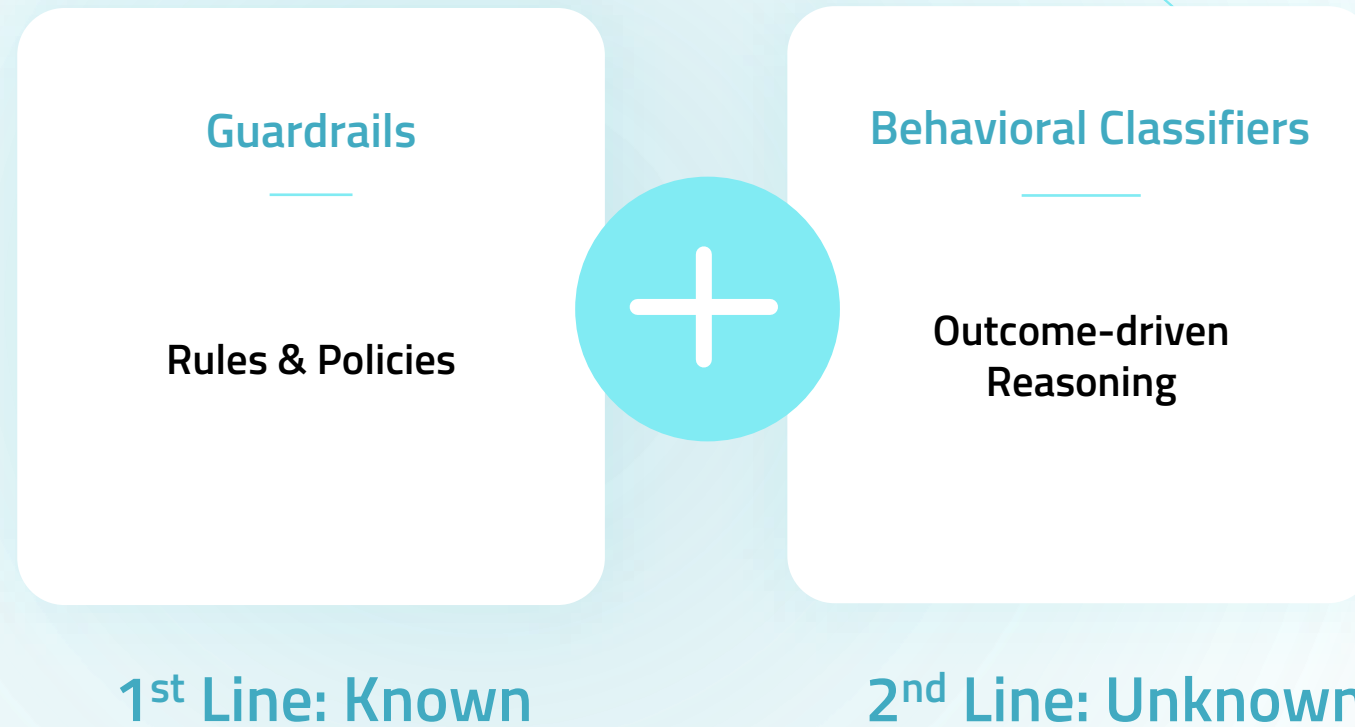 Guardrails
Rules & Policies
1st Line: Known
Behavioral Classifiers
Outcome-driven
Reasoning
2nd Line: Unknown